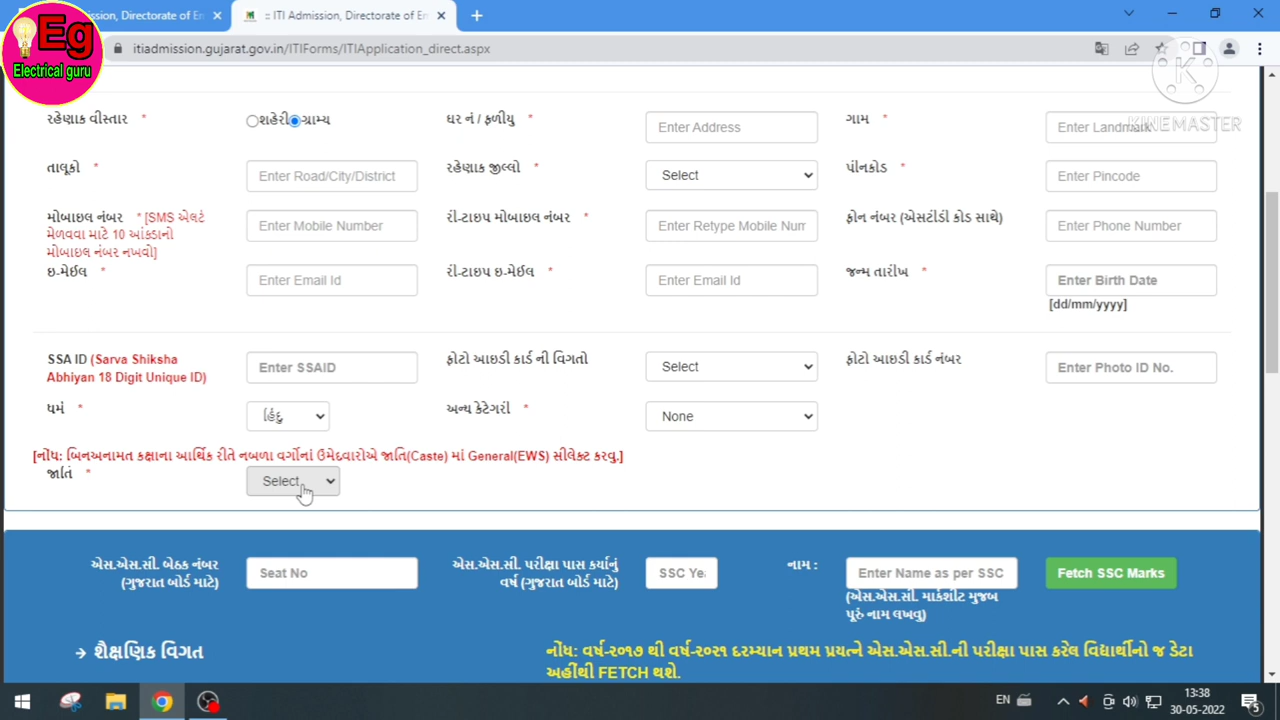 Eg
Electrical guru
ission, Directorate of En
:: ITI Admission, Directorate of En
itiadmission.gujarat.gov.in/ITIForms/ITIApplication_direct.aspx
K
KINEMASTER
રહેણાક વીસ્તાર *
શહેરી ગ્રામ્ય
ઘર નં / ફળીયુ *
Enter Address
ગામ *
Enter Landmark
તાલૂકો *
Enter Road/City/District
રહેણાક જીલ્લો *
Select
પીનકોડ *
Enter Pincode
મોબાઇલ નંબર * [SMS એલર્ટ
મેળવવા માટે 10 આંકડાનો
મોબાઇલ નંબર નખવો]
Enter Mobile Number
રી-ટાઇપ મોબાઇલ નંબર *
Enter Retype Mobile Num
ફોન નંબર (એસટીડી કોડ સાથે)
Enter Phone Number
ઇ-મેઈલ *
Enter Email Id
રી-ટાઇપ ઇ-મેઈલ *
Enter Email Id
જન્મ તારીખ *
Enter Birth Date
[dd/mm/yyyy]
SSA ID (Sarva Shiksha
Abhiyan 18 Digit Unique ID)
Enter SSAID
ફોટો આઇડી કાર્ડ ની વિગતો
Select
ફોટો આઇડી કાર્ડ નંબર
Enter Photo ID No.
ધર્મ *
હિંદુ
અન્ય કેટેગરી *
None
[નોંધ: બિનઅનામત કક્ષાના આર્થિક રીતે નબળા વર્ગોનાં ઉમેદવારોએ જાતિ(Caste) માં General(EWS) સીલેક્ટ કરવુ.]
જાતિ *
Select
એસ.એસ.સી. બેઠક નંબર
(ગુજરાત બોર્ડ માટે)
Seat No
એસ.એસ.સી. પરીક્ષા પાસ કર્યાનું
વર્ષ (ગુજરાત બોર્ડ માટે)
SSC Ye
નામ :
Enter Name as per SSC
(એસ.એસ.સી. માર્કશીટ મુજબ
પૂરું નામ લખવુ)
Fetch SSC Marks
→ શૈક્ષણિક વિગત
નોંધ: વર્ષ-૨૦૧૭ થી વર્ષ-૨૦૨૧ દરમ્યાન પ્રથમ પ્રયત્ને એસ.એસ.સી.ની પરીક્ષા પાસ કરેલ વિદ્યાર્થીનો જ ડેટા
અહીંથી FETCH થશે.
EN
13:38
30-05-2022
5